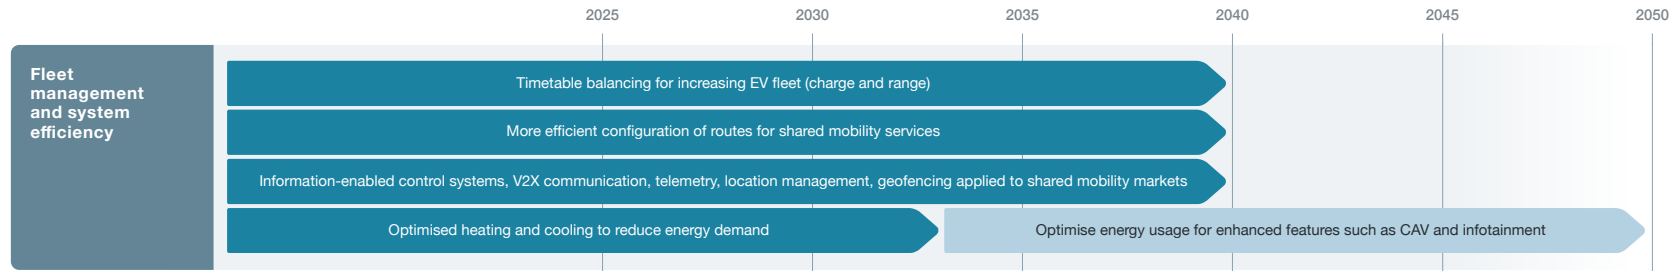 2025 2030 2035 2040 2045 2050
Fleet
management
and system
efficiency
Timetable balancing for increasing EV fleet (charge and range)
More efficient configuration of routes for shared mobility services
Information-enabled control systems, V2X communication, telemetry, location management, geofencing applied to shared mobility markets
Optimised heating and cooling to reduce energy demand
Optimise energy usage for enhanced features such as CAV and infotainment